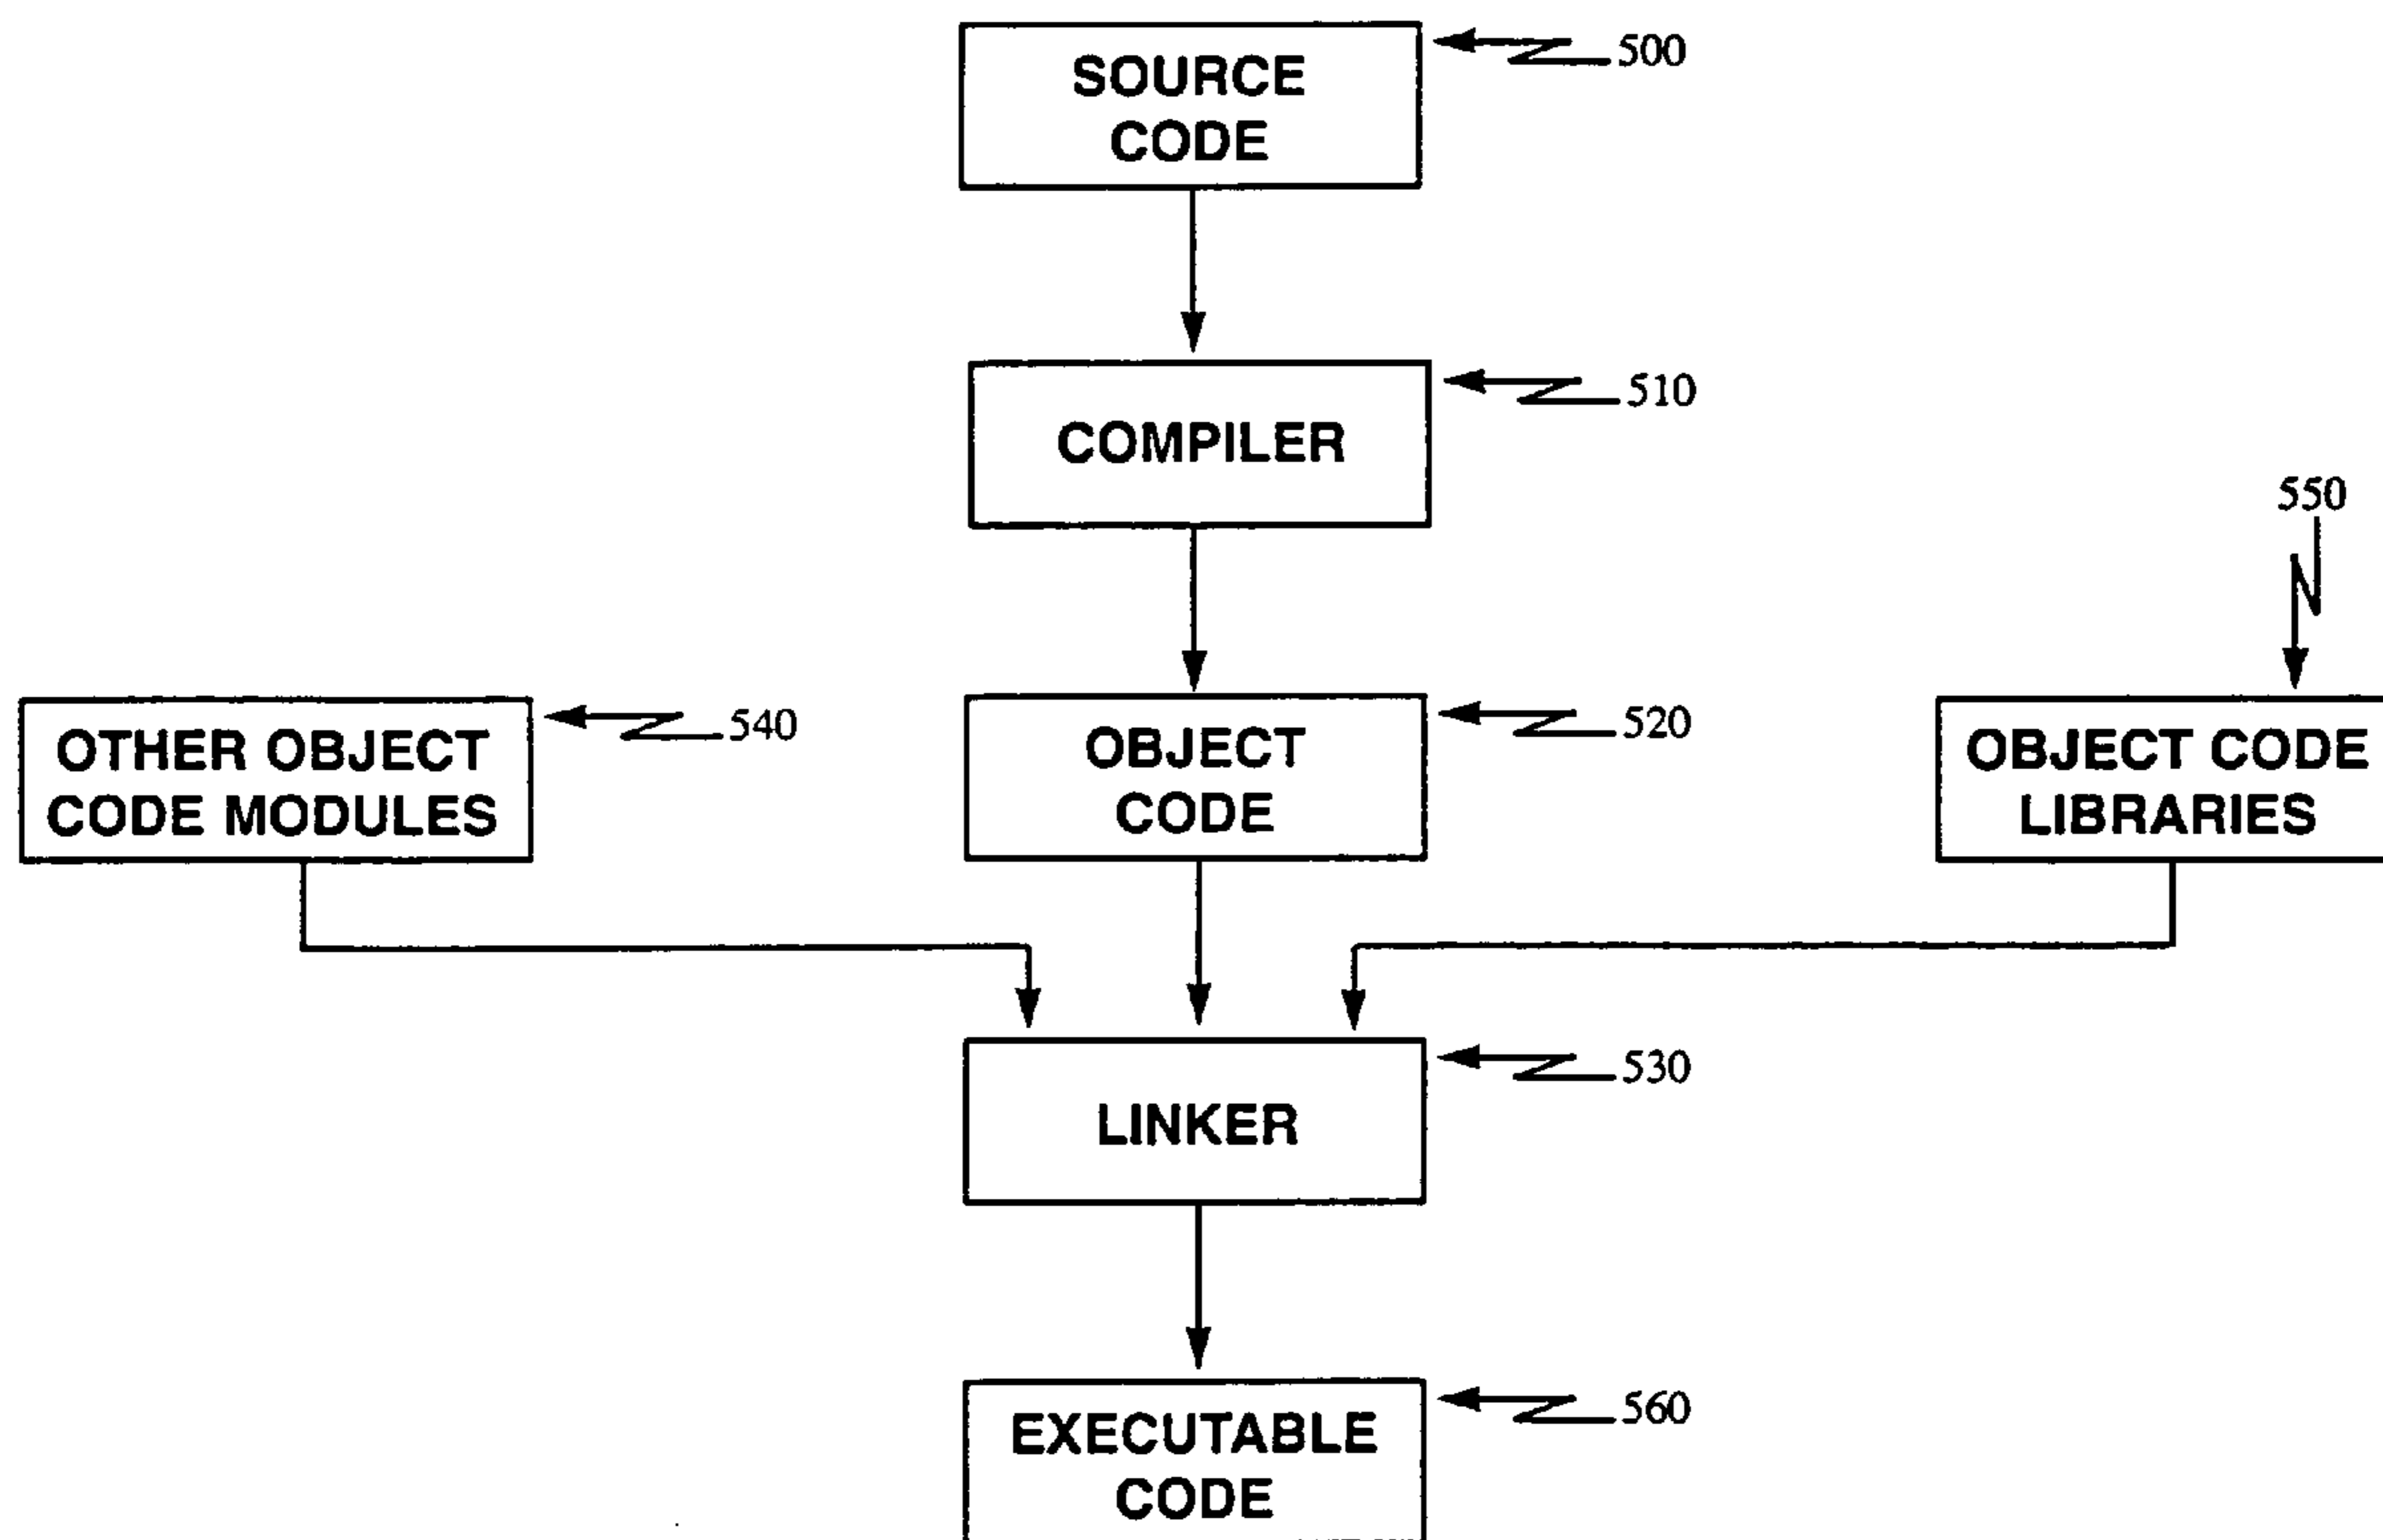 SOURCE
CODE
500
COMPILER
510
550
OTHER OBJECT
CODE MODULES
540
OBJECT
CODE
520
OBJECT CODE
LIBRARIES
LINKER
530
EXECUTABLE
CODE
560